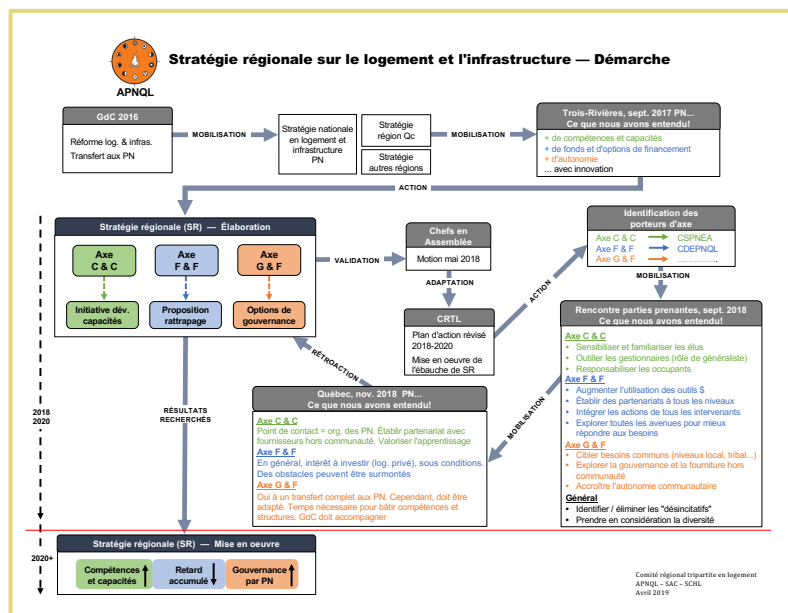 Stratégie régionale sur le logement et l'infrastructure — Démarche
APNQL
GdC 2016
Réforme log. & infras.
Transfert aux PN
MOBILISATION
Stratégie nationale
en logement et
infrastructure
PN
Stratégie
région Qc
Stratégie
autres régions
MOBILISATION
Trois-Rivières, sept. 2017 PN...
Ce que nous avons entendu!
+ de compétences et capacités
+ de fonds et d'options de financement
+ d'autonomie
... avec innovation
ACTION
Stratégie régionale (SR) — Élaboration
Axe
C & C
Axe
F & F
Axe
G & F
Initiative dév.
capacités
Proposition
rattrapage
Options de
gouvernance
VALIDATION
Chefs en
Assemblée
Motion mai 2018
ADAPTATION
CRTL
Plan d'action révisé
2018-2020
Mise en oeuvre de
l'ébauche de SR
ACTION
Identification des
porteurs d'axe
Axe C & C CSPNÉA
Axe F & F CDEPNQL
Axe G & F ................
MOBILISATION
Rencontre parties prenantes, sept. 2018
Ce que nous avons entendu!
Axe C & C
• Sensibiliser et familiariser les élus
• Outiller les gestionnaires (rôle de généraliste)
• Responsabiliser les occupants
Axe F & F
• Augmenter l'utilisation des outils $
• Établir des partenariats à tous les niveaux
• Intégrer les actions de tous les intervenants
• Explorer toutes les avenues pour mieux
répondre aux besoins
Axe G & F
• Cibler besoins communs (niveaux local, tribal...)
• Explorer la gouvernance et la fourniture hors
communauté
• Accroître l'autonomie communautaire
Général
• Identifier / éliminer les "désincitatifs"
• Prendre en considération la diversité
MOBILISATION
Québec, nov. 2018 PN...
Ce que nous avons entendu!
Axe C & C
Point de contact = org. des PN. Établir partenariat avec
fournisseurs hors communauté. Valoriser l'apprentissage
Axe F & F
En général, intérêt à investir (log. privé), sous conditions.
Des obstacles peuvent être surmontés
Axe G & F
Oui à un transfert complet aux PN. Cependant, doit être
adapté. Temps nécessaire pour bâtir compétences et
structures. GdC doit accompagner
RÉTROACTION
RÉSULTATS
RECHERCHÉS
2018
2020
2020+
Stratégie régionale (SR) — Mise en oeuvre
Compétences
et capacités
Retard
accumulé
Gouvernance
par PN
Comité régional tripartite en logement
APNQL – SAC – SCHL
Avril 2019